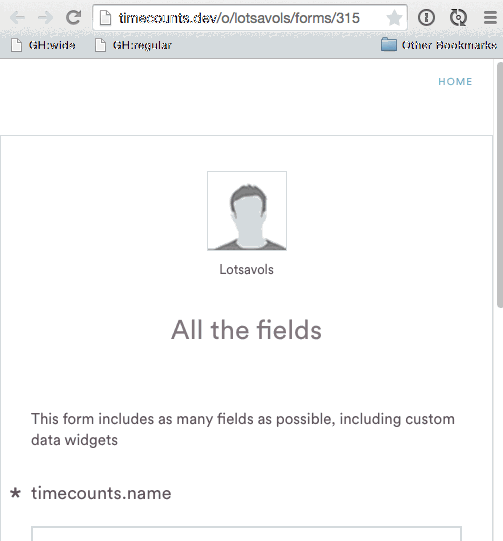 timecounts.dev/o/lotsavols/forms/315
GH:wide GH:regular Other Bookmarks
HOME
Lotsavols
All the fields
This form includes as many fields as possible, including custom
data widgets
* timecounts.name